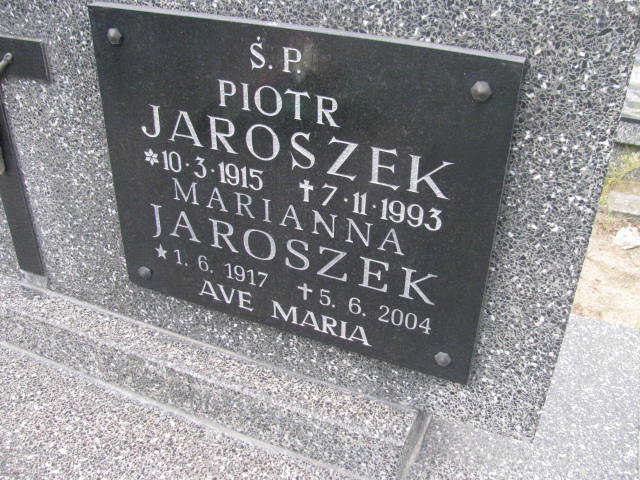 Ś. P.
PIOTR
JAROSZEK
* 10·3·1915 †7·11·1993
MARIANNA
JAROSZEK
* 1. 6. 1917 † 5. 6. 2004
AVE MARIA